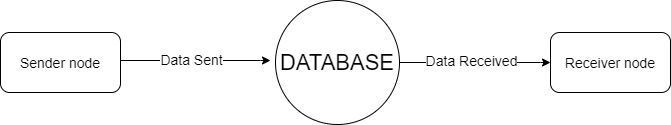 Sender node
Data Sent
DATABASE
Data Received
Receiver node